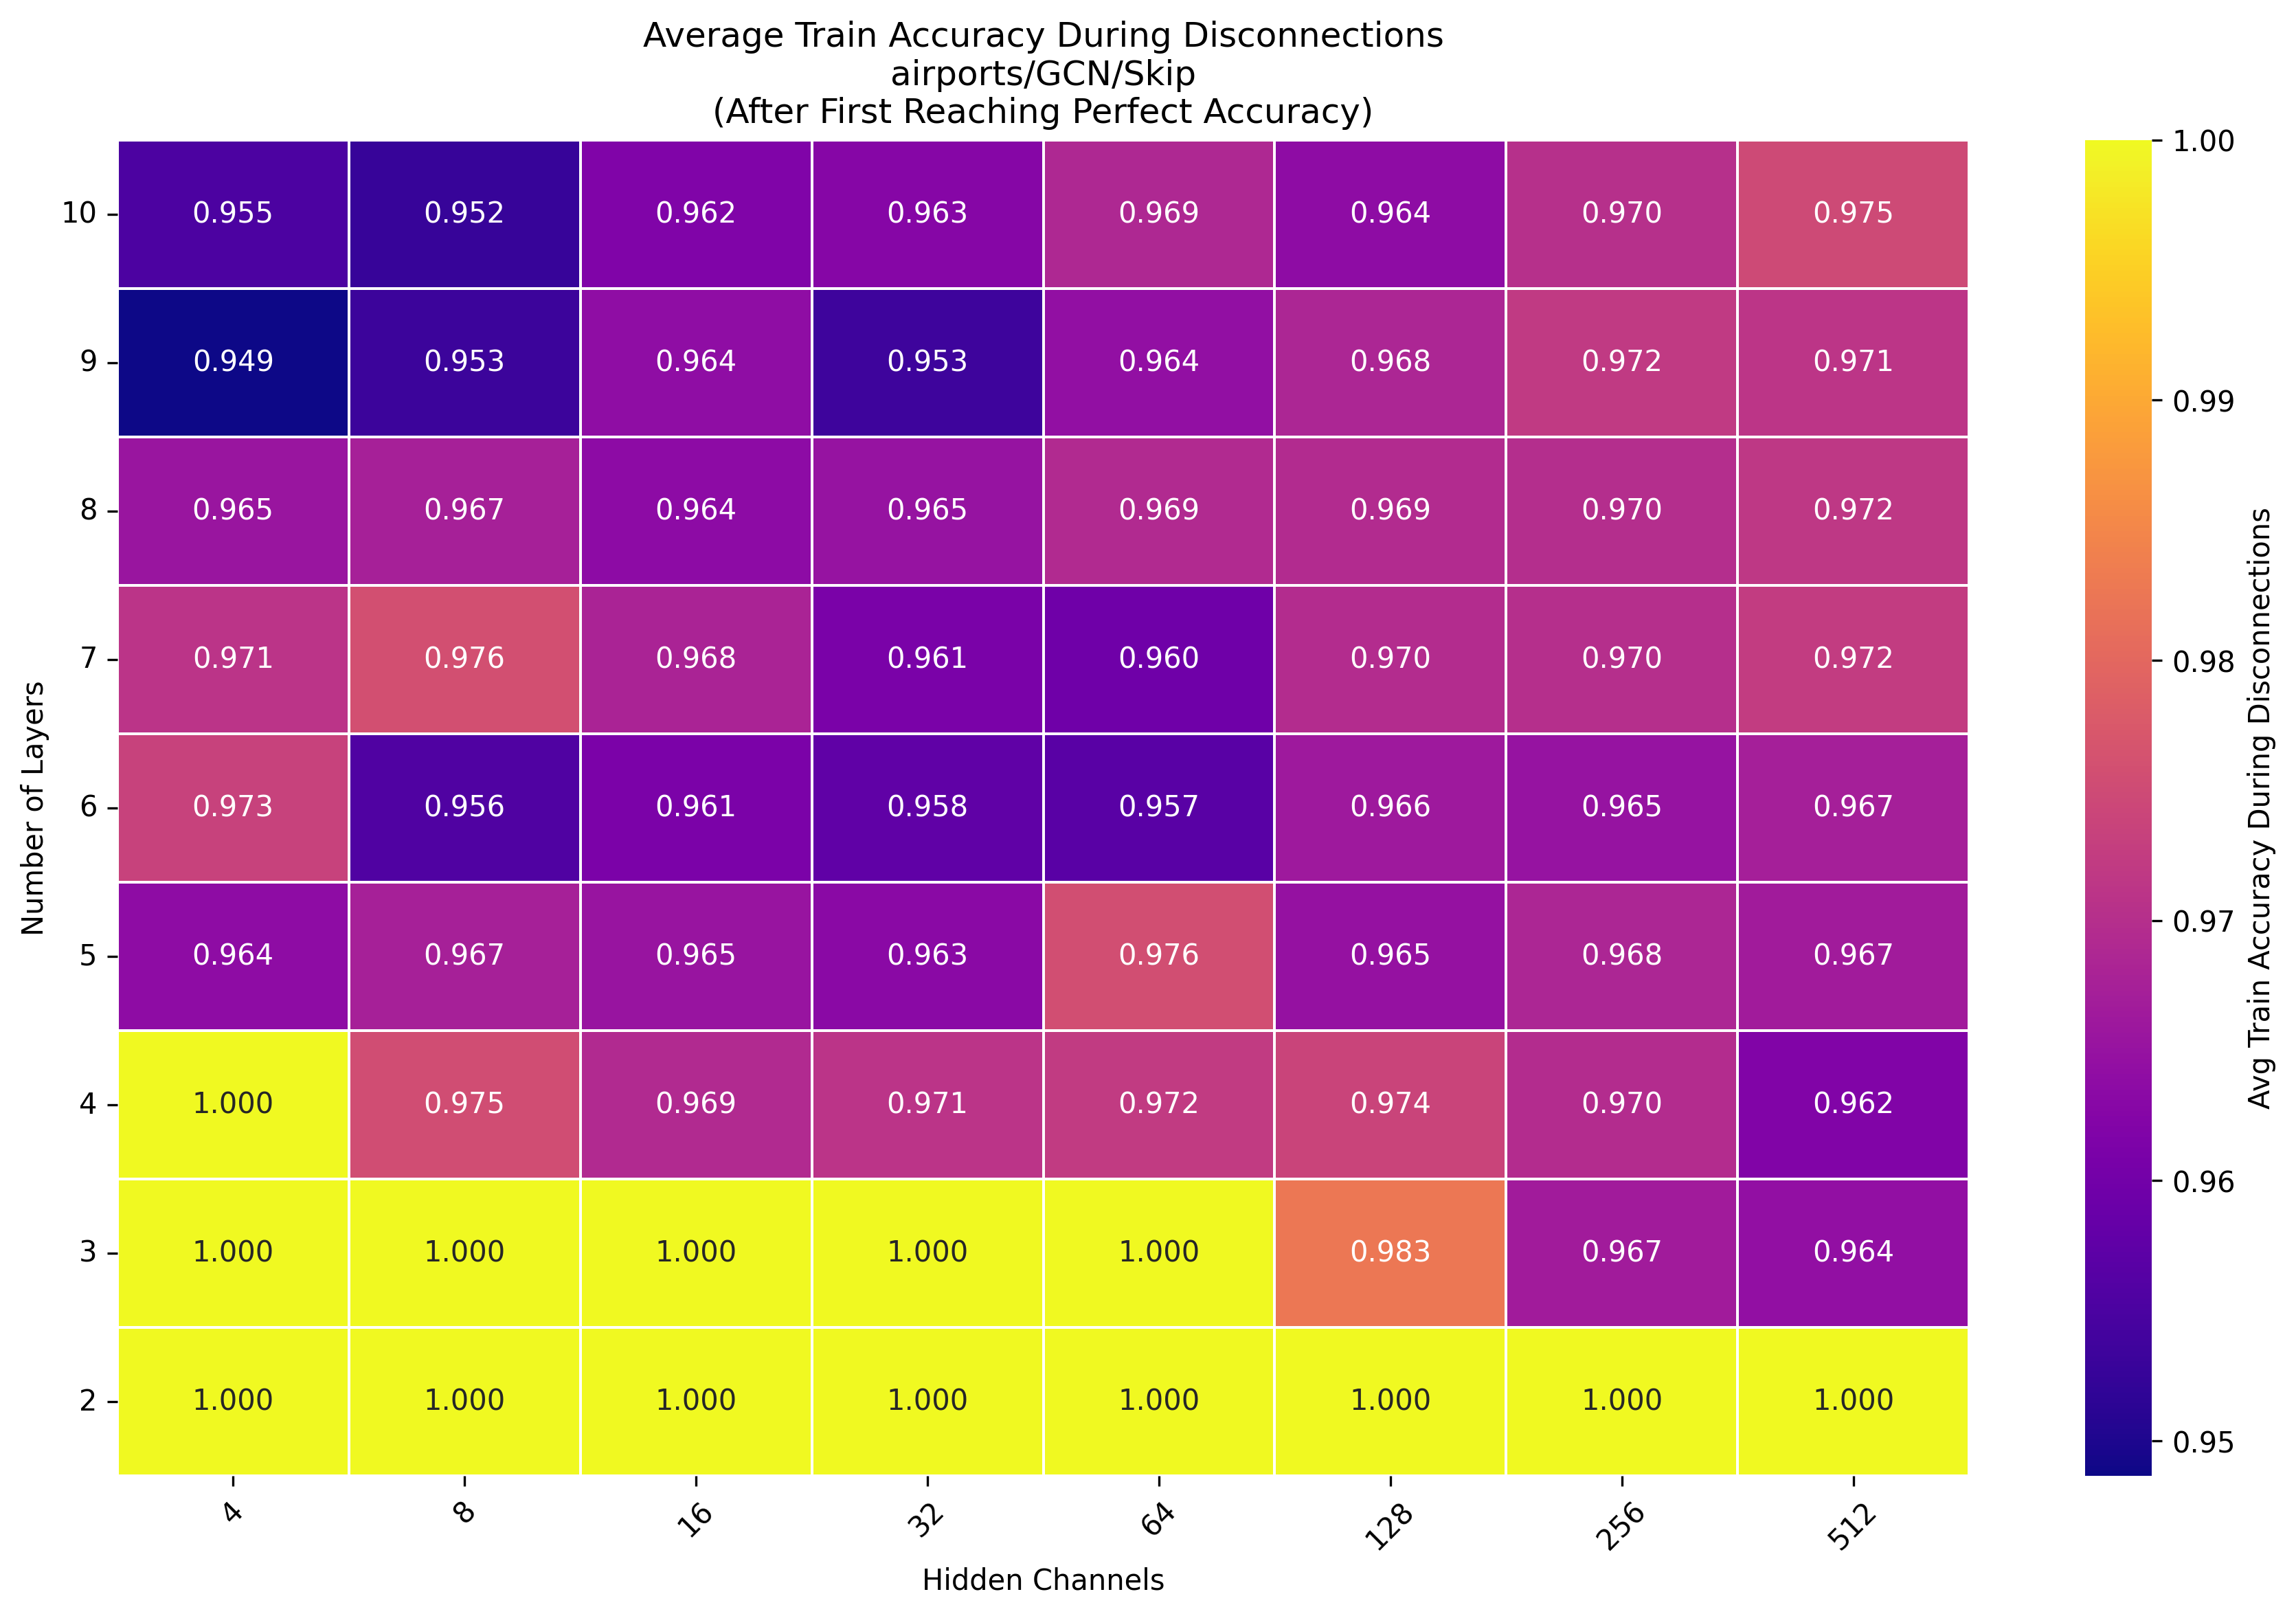 Average Train Accuracy During Disconnections
airports/GCN/Skip
(After First Reaching Perfect Accuracy)
Number of Layers
10 0.955 0.952 0.962 0.963 0.969 0.964 0.970 0.975
9 0.949 0.953 0.964 0.953 0.964 0.968 0.972 0.971
8 0.965 0.967 0.964 0.965 0.969 0.969 0.970 0.972
7 0.971 0.976 0.968 0.961 0.960 0.970 0.970 0.972
6 0.973 0.956 0.961 0.958 0.957 0.966 0.965 0.967
5 0.964 0.967 0.965 0.963 0.976 0.965 0.968 0.967
4 1.000 0.975 0.969 0.971 0.972 0.974 0.970 0.962
3 1.000 1.000 1.000 1.000 1.000 0.983 0.967 0.964
2 1.000 1.000 1.000 1.000 1.000 1.000 1.000 1.000
4 8 16 32 64 128 256 512
Hidden Channels
1.00
0.99
0.98
0.97
0.96
0.95
Avg Train Accuracy During Disconnections